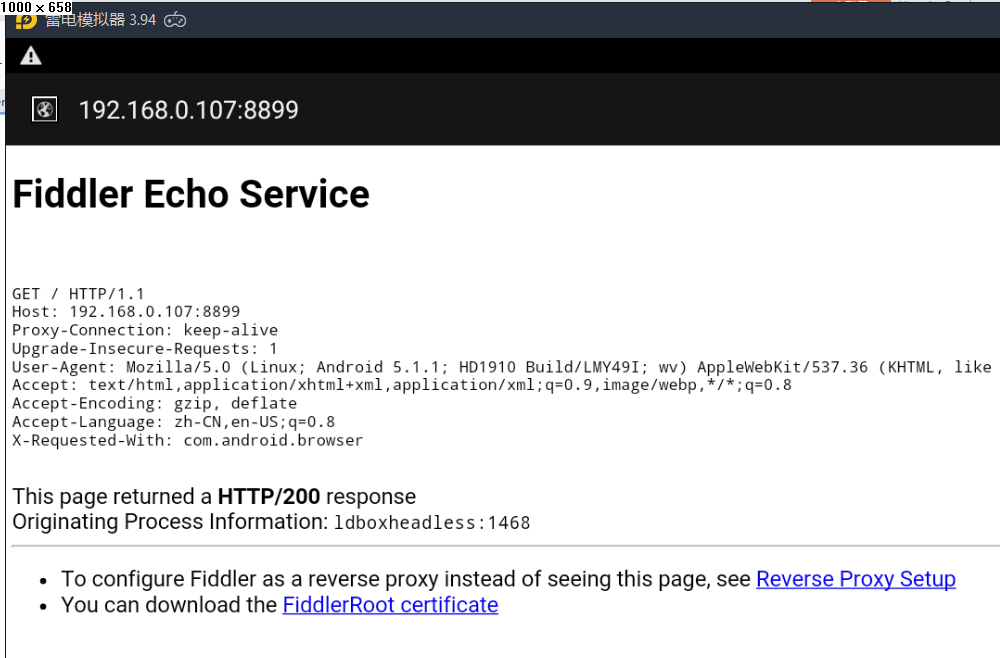 1000 × 658
雷电模拟器 3.94
192.168.0.107:8899
Fiddler Echo Service
GET / HTTP/1.1
Host: 192.168.0.107:8899
Proxy-Connection: keep-alive
Upgrade-Insecure-Requests: 1
User-Agent: Mozilla/5.0 (Linux; Android 5.1.1; HD1910 Build/LMY49I; wv) AppleWebKit/537.36 (KHTML, like
Accept: text/html,application/xhtml+xml,application/xml;q=0.9,image/webp,*/*;q=0.8
Accept-Encoding: gzip, deflate
Accept-Language: zh-CN,en-US;q=0.8
X-Requested-With: com.android.browser
This page returned a HTTP/200 response
Originating Process Information: ldboxheadless:1468
• To configure Fiddler as a reverse proxy instead of seeing this page, see Reverse Proxy Setup
• You can download the FiddlerRoot certificate